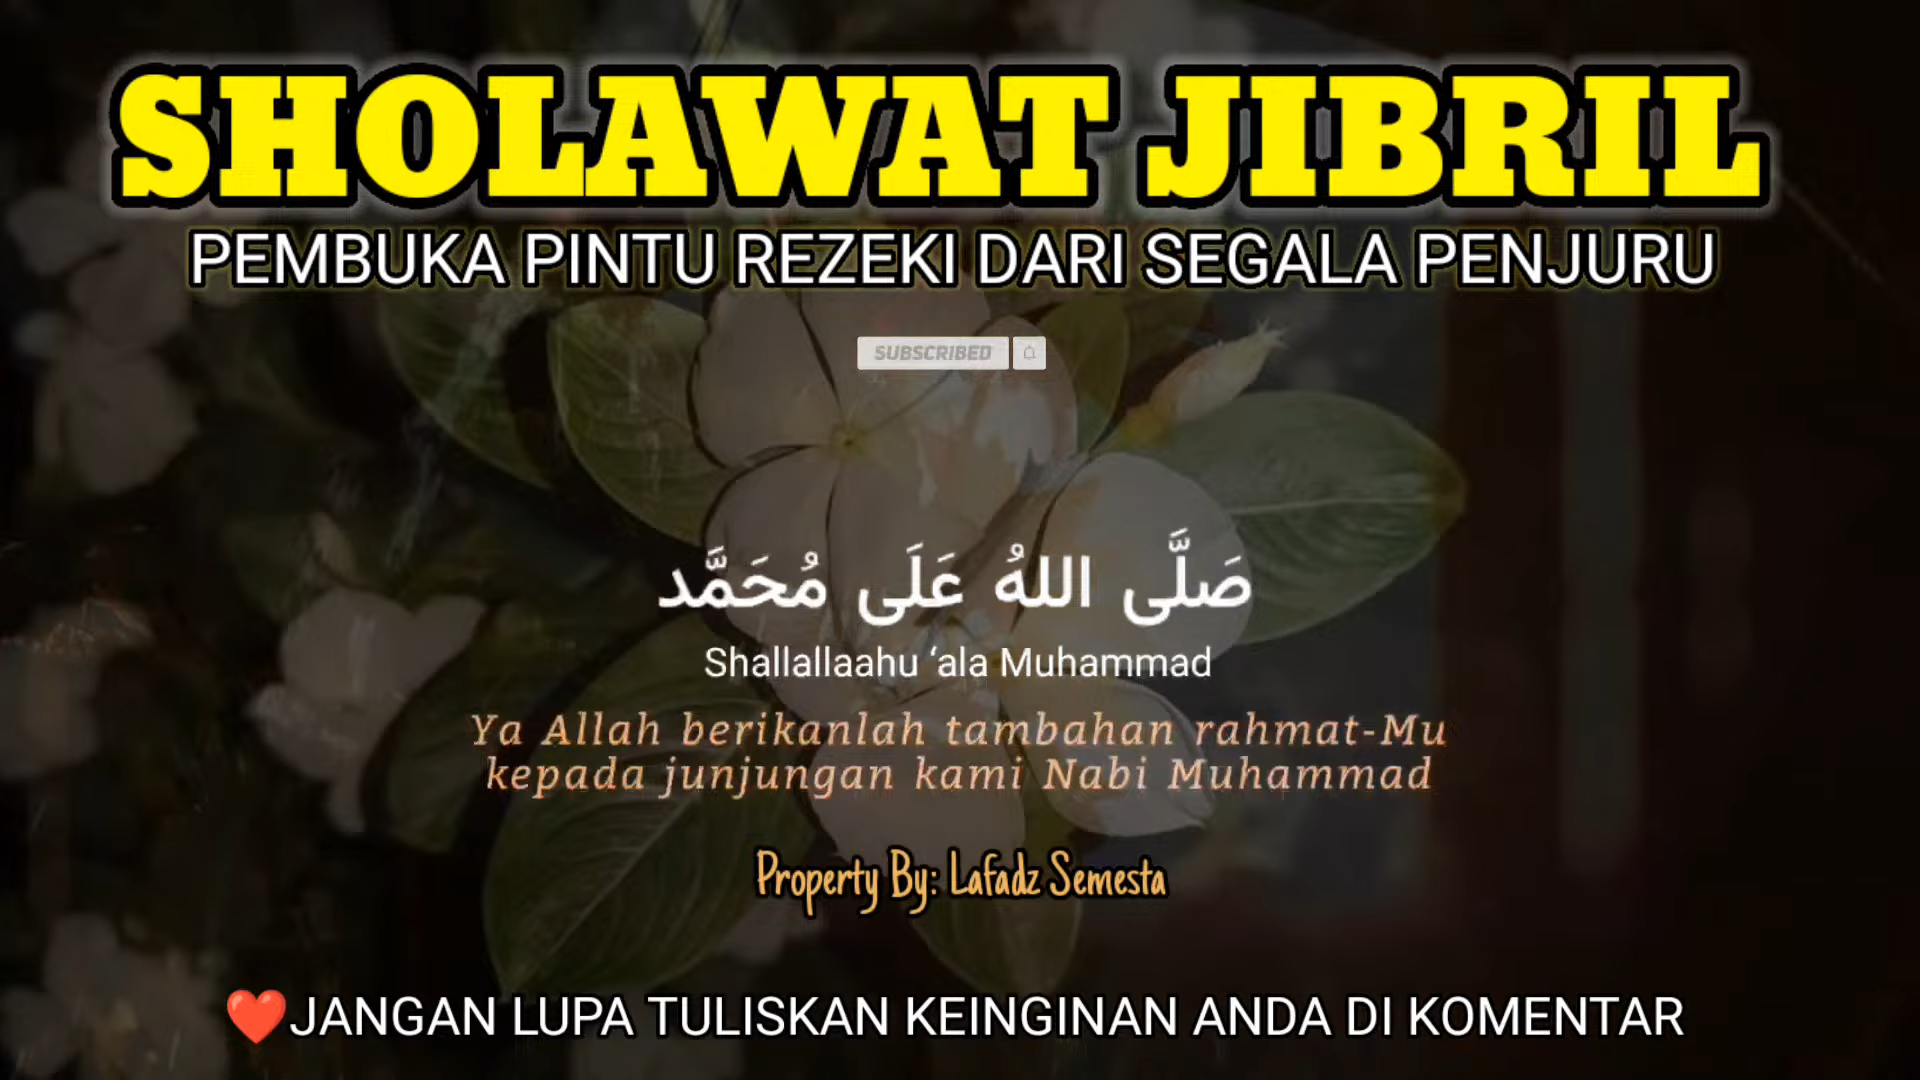 SHOLAWAT JIBRIL
PEMBUKA PINTU REZEKI DARI SEGALA PENJURU
SUBSCRIBED
صَلَّى اللهُ عَلَى مُحَمَّد
Shallallaahu ‘ala Muhammad
Ya Allah berikanlah tambahan rahmat-Mu
kepada junjungan kami Nabi Muhammad
Property By: Lafadz Semesta
❤️JANGAN LUPA TULISKAN KEINGINAN ANDA DI KOMENTAR